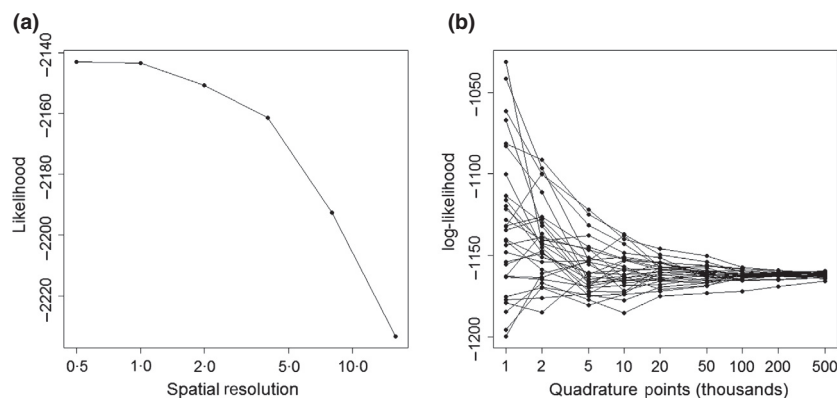 (a)
Likelihood
−2140
−2160
−2180
−2200
−2220
0·5 1·0 2·0 5·0 10·0
Spatial resolution
(b)
log-likelihood
−1050
−1100
−1150
−1200
1 2 5 10 20 50 100 200 500
Quadrature points (thousands)